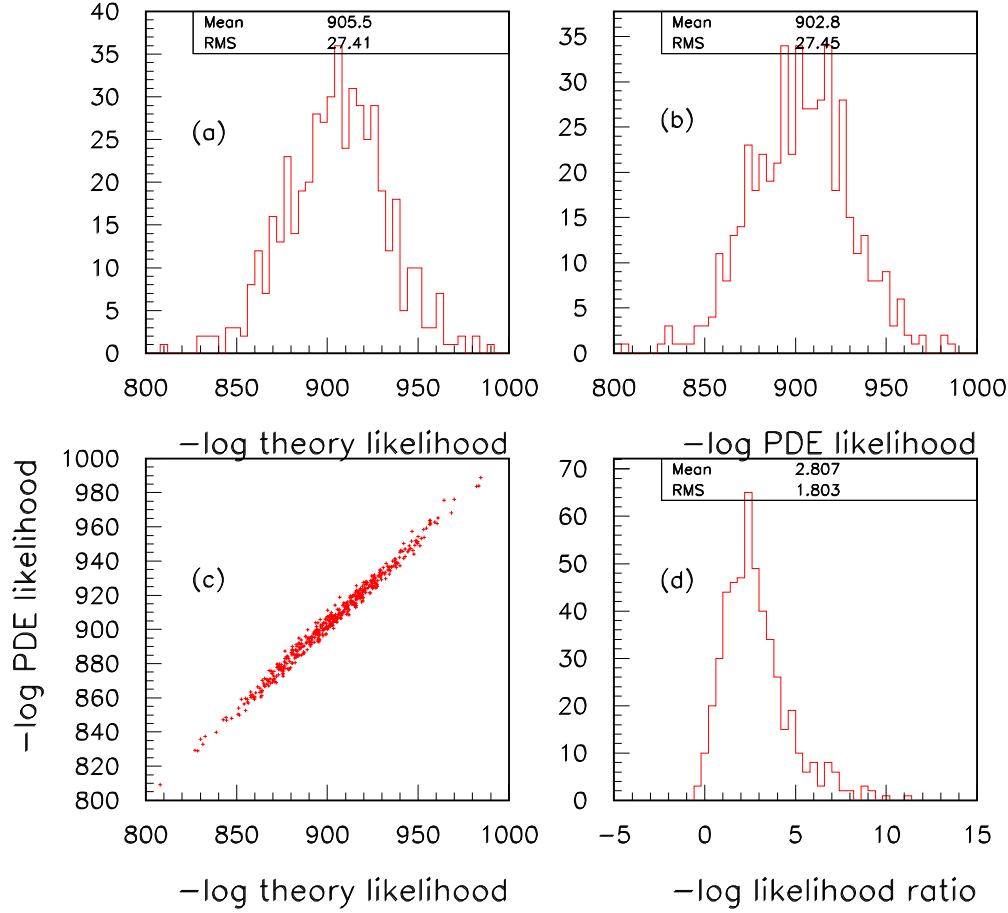 Mean 905.5
RMS 27.41
(a)
40
35
30
25
20
15
10
5
0
800 850 900 950 1000
−log theory likelihood
Mean 902.8
RMS 27.45
(b)
35
30
25
20
15
10
5
0
800 850 900 950 1000
−log PDE likelihood
−log PDE likelihood
(c)
1000
980
960
940
920
900
880
860
840
820
800
800 850 900 950 1000
−log theory likelihood
Mean 2.807
RMS 1.803
(d)
70
60
50
40
30
20
10
0
−5 0 5 10 15
−log likelihood ratio